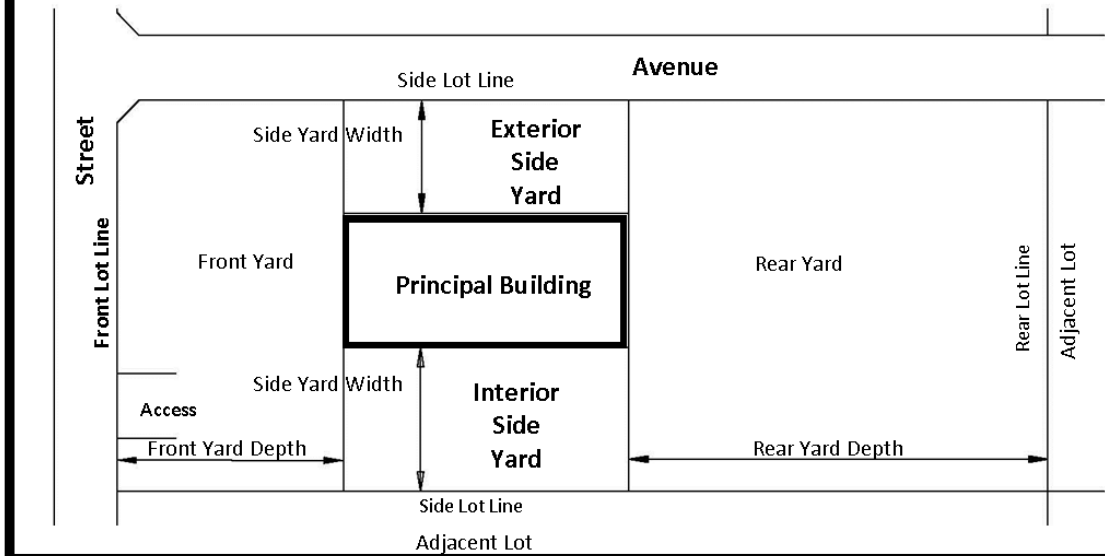 Avenue
Side Lot Line
Street
Side Yard Width
Exterior
Side
Yard
Front Lot Line
Front Yard
Principal Building
Rear Yard
Rear Lot Line
Adjacent Lot
Side Yard Width
Interior
Side
Yard
Access
Front Yard Depth
Rear Yard Depth
Side Lot Line
Adjacent Lot